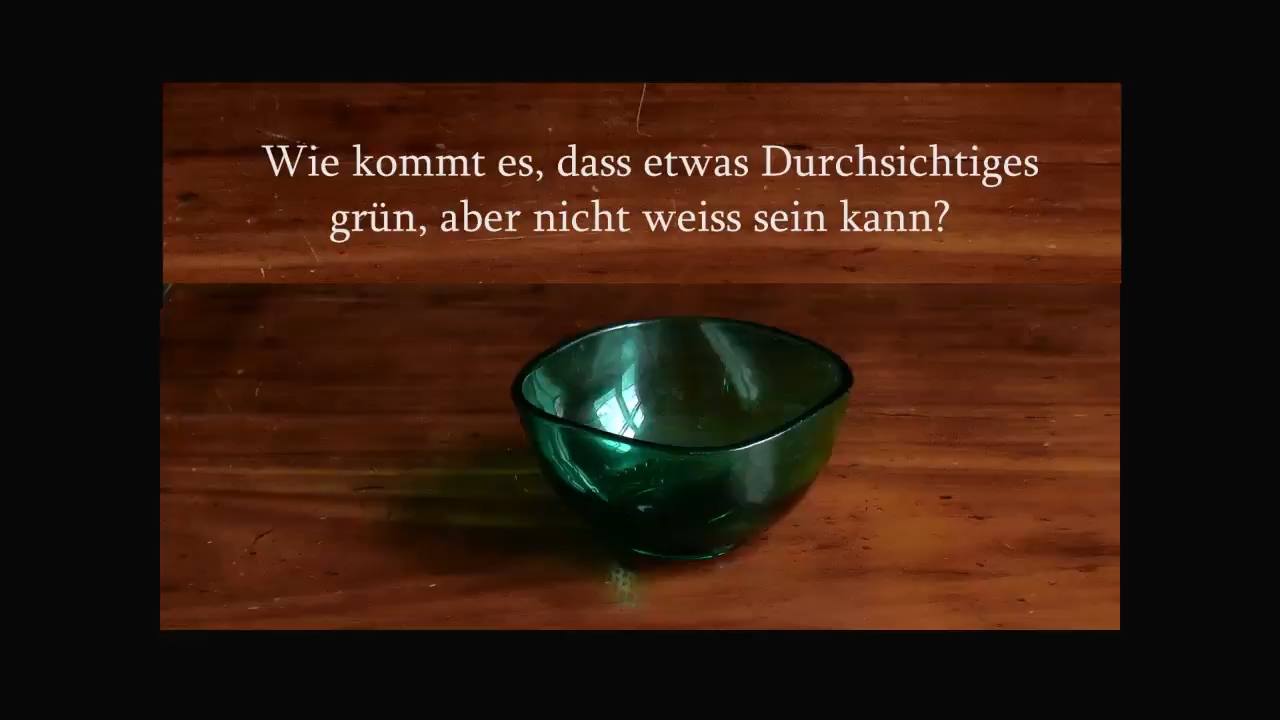 Wie kommt es, dass etwas Durchsichtiges
grün, aber nicht weiss sein kann?